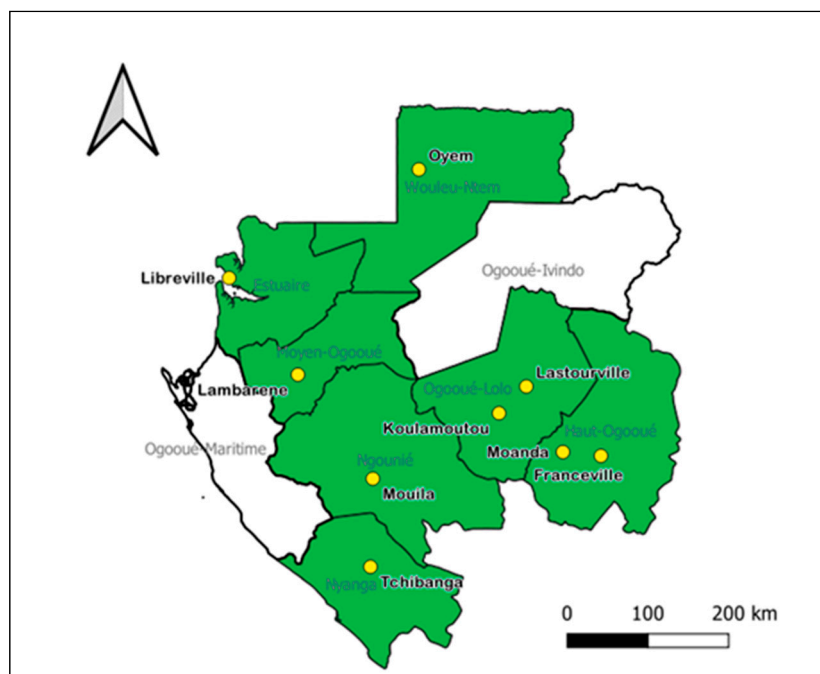 Oyem
Wouleu-Ntem
Libreville
Estuaire
Ogooué-Ivindo
Moyen-Ogooué
Lambarene
Lastourville
Ogooué-Lolo
Koulamoutou
Haut-Ogooué
Ogooué-Maritime
Moanda
Ngounié
Franceville
Mouila
Nyanga
Tchibanga
0 100 200 km